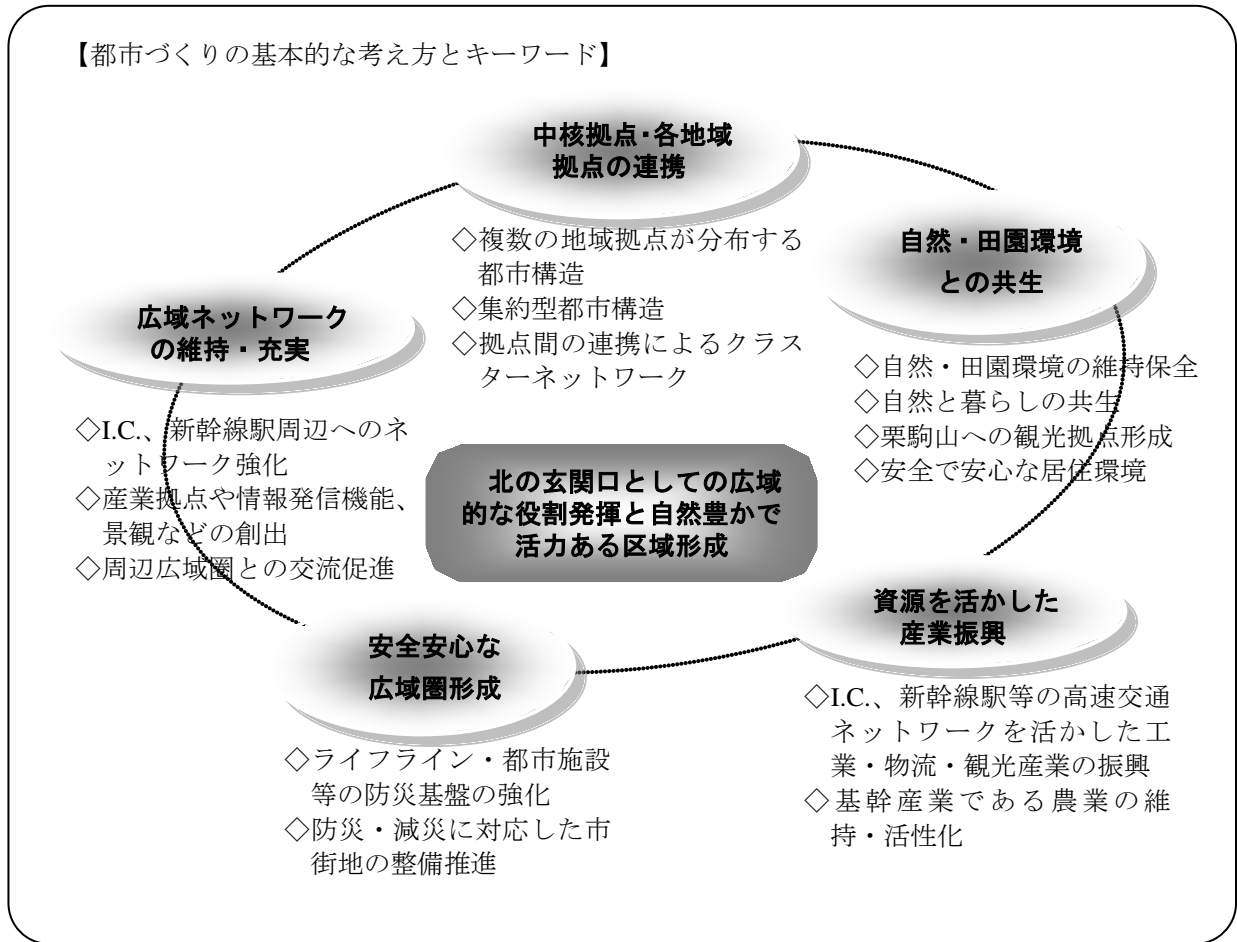 【都市づくりの基本的な考え方とキーワード】
中核拠点・各地域
拠点の連携
◇複数の地域拠点が分布する
都市構造
◇集約型都市構造
◇拠点間の連携によるクラス
ターネットワーク
自然・田園環境
との共生
◇自然・田園環境の維持保全
◇自然と暮らしの共生
◇栗駒山への観光拠点形成
◇安全で安心な居住環境
広域ネットワーク
の維持・充実
◇I.C.、新幹線駅周辺へのネ
ットワーク強化
◇産業拠点や情報発信機能、
景観などの創出
◇周辺広域圏との交流促進
北の玄関口としての広域
的な役割発揮と自然豊かで
活力ある区域形成
資源を活かした
産業振興
◇I.C.、新幹線駅等の高速交通
ネットワークを活かした工
業・物流・観光産業の振興
◇基幹産業である農業の維
持・活性化
安全安心な
広域圏形成
◇ライフライン・都市施設
等の防災基盤の強化
◇防災・減災に対応した市
街地の整備推進